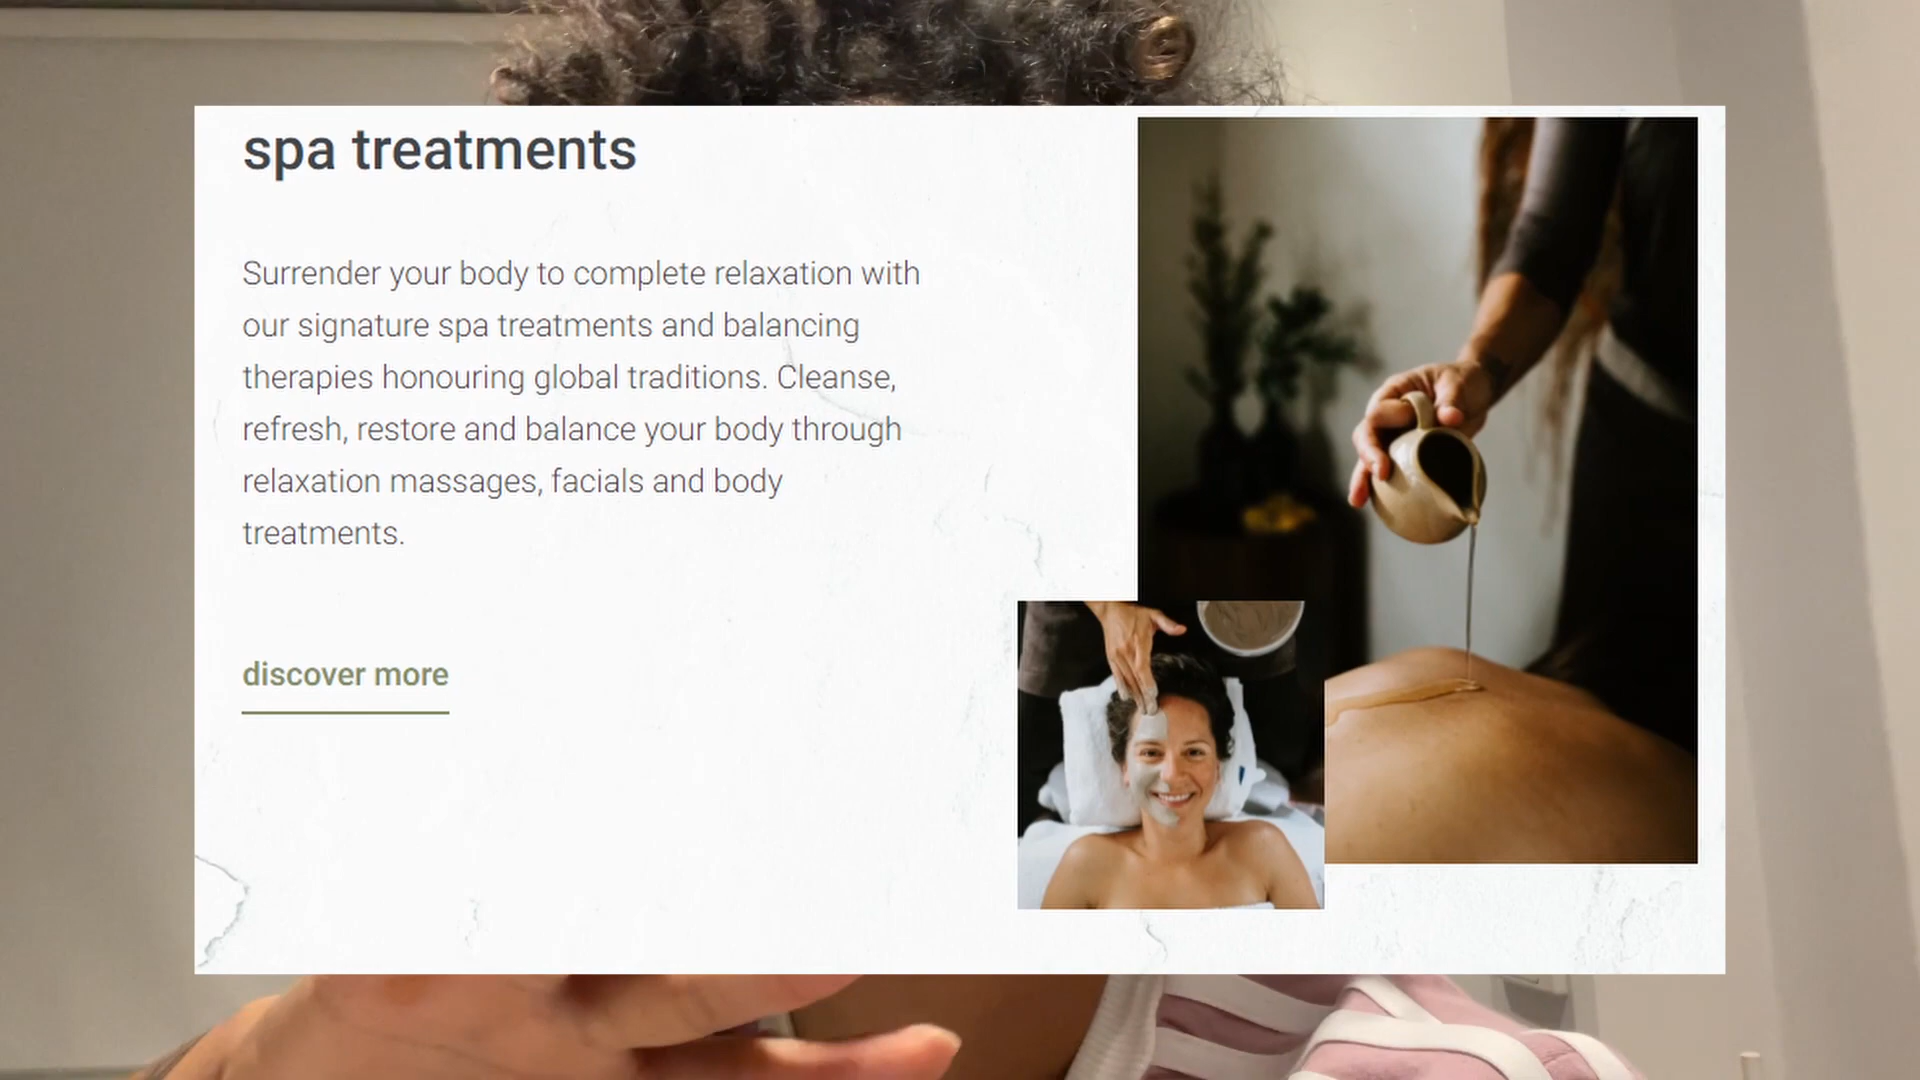 spa treatments
Surrender your body to complete relaxation with
our signature spa treatments and balancing
therapies honouring global traditions. Cleanse,
refresh, restore and balance your body through
relaxation massages, facials and body
treatments.
discover more